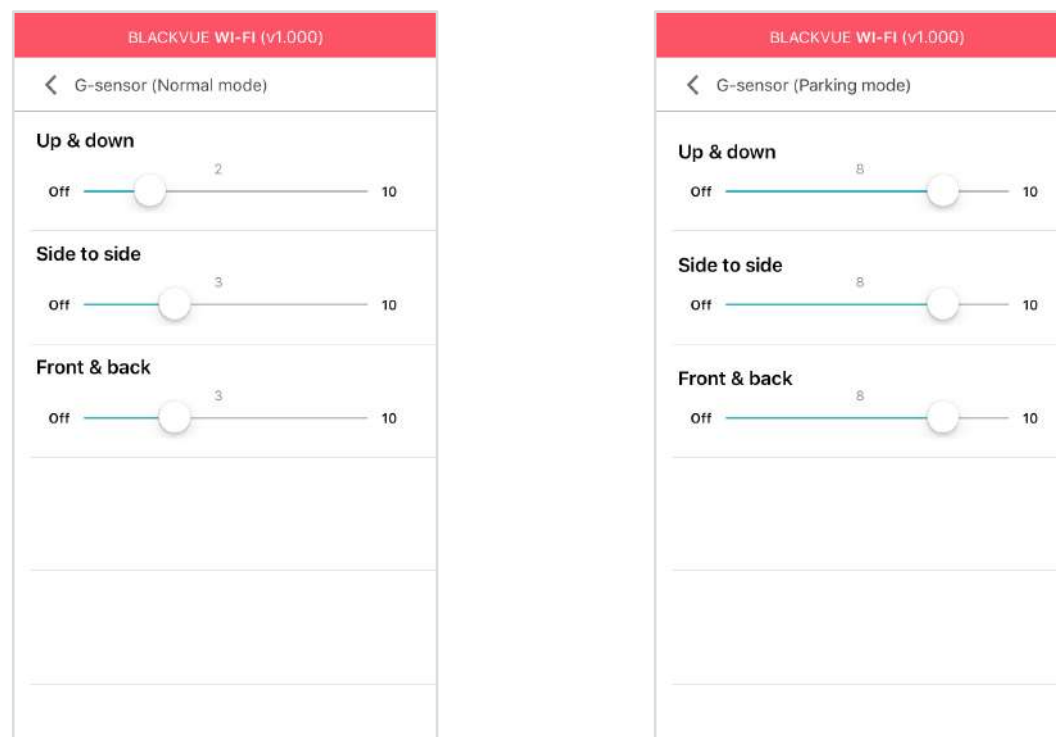 BLACKVUE WI-FI (v1.000)
G-sensor (Normal mode)
Up & down
2
Off 10
Side to side
3
Off 10
Front & back
3
Off 10
BLACKVUE WI-FI (v1.000)
G-sensor (Parking mode)
Up & down
8
Off 10
Side to side
8
Off 10
Front & back
8
Off 10